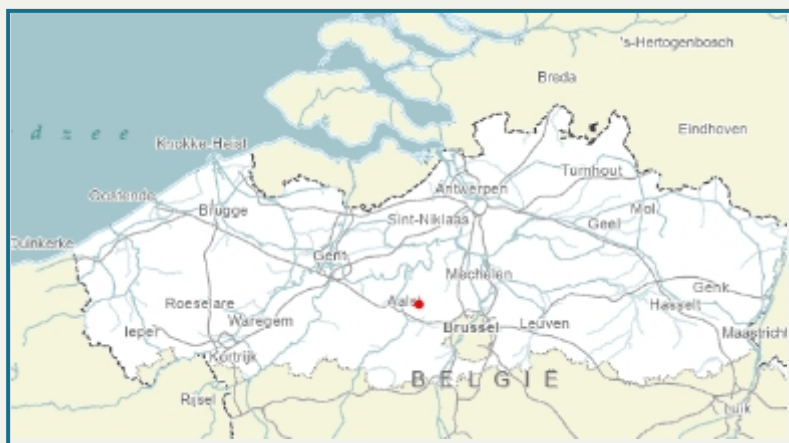 's-Hertogenbosch
Breda
Eindhoven
d z e e
Knokke-Heist
Turnhout
Antwerpen
Oostende
Brugge
Sint-Niklaas
Mol
Geel
Duinkerke
Gent
Mechelen
Genk
Roeselare
Aalst
Hasselt
Waregem
Brussel
Leuven
Ieper
Maastricht
Kortrijk
BELGIË
Rijsel
Luik